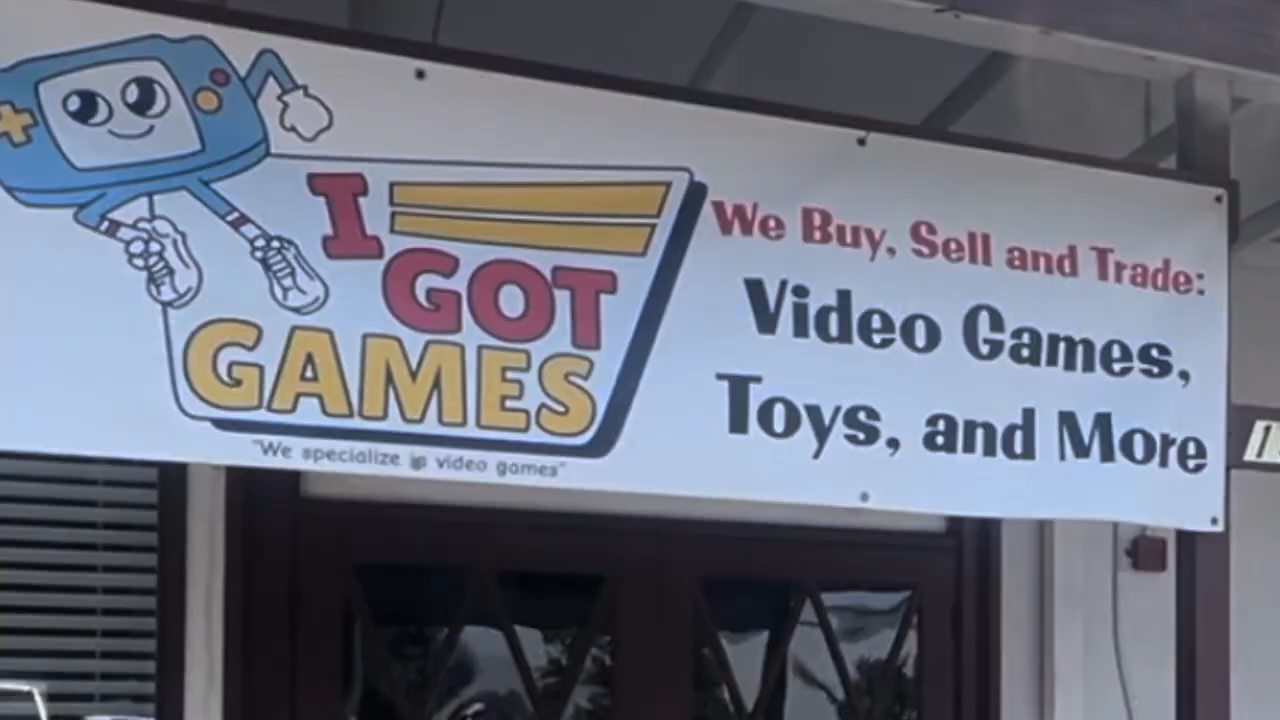 I
GOT
GAMES
"We specialize in video games"
We Buy, Sell and Trade:
Video Games,
Toys, and More